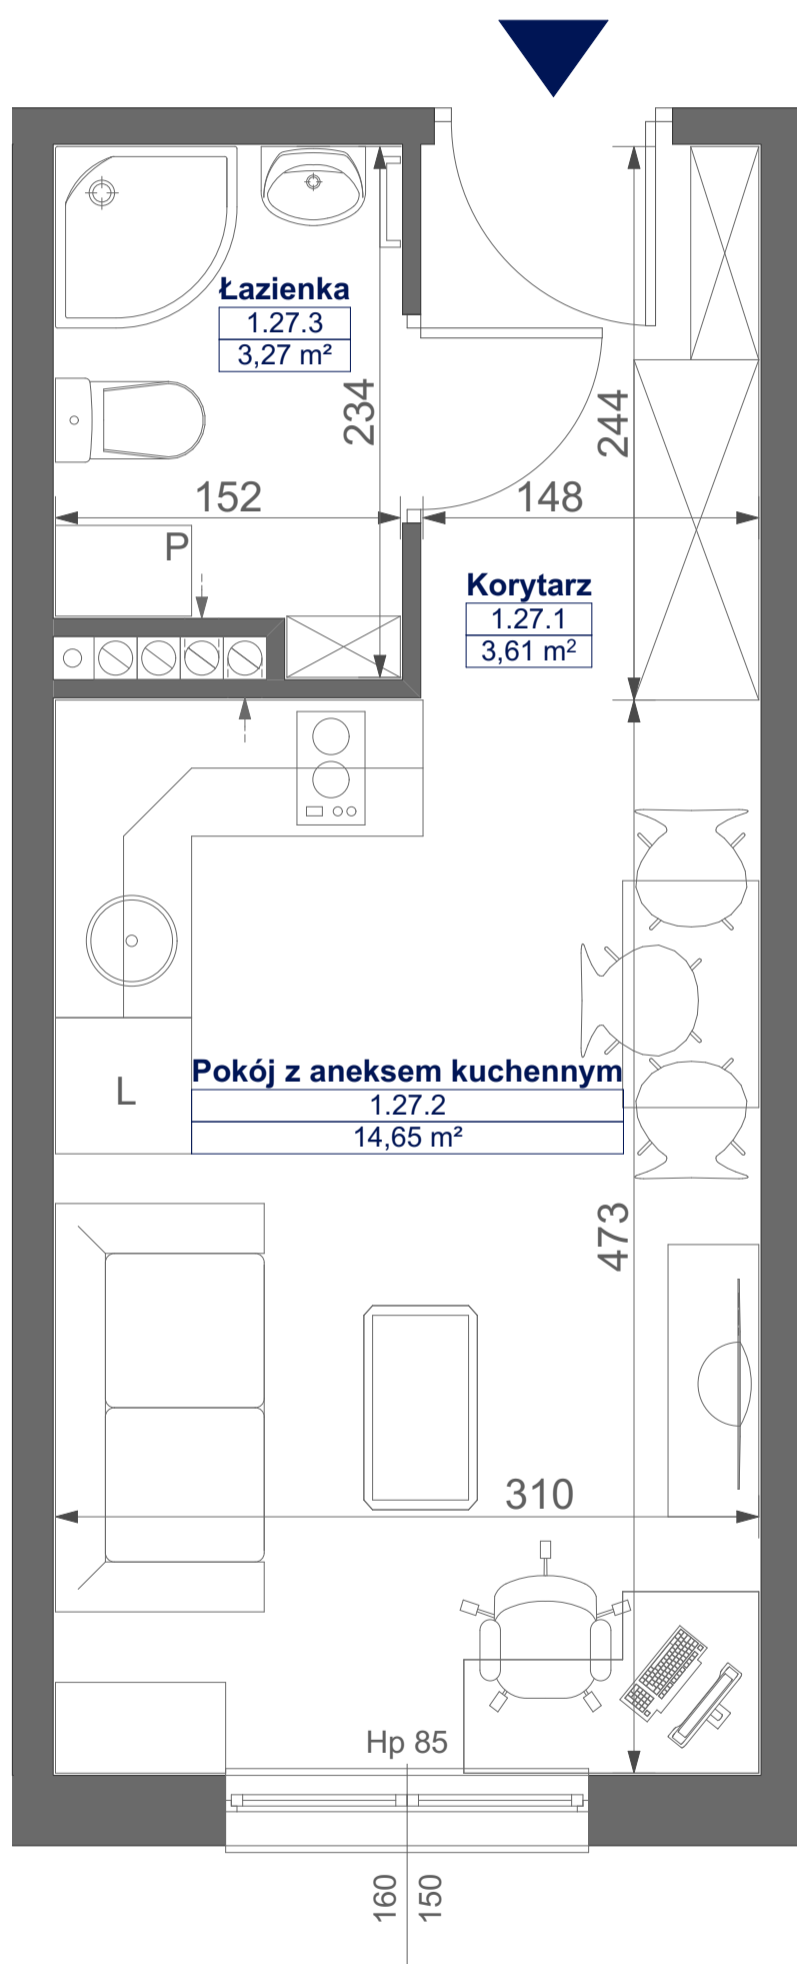 Łazienka
1.27.3
3,27 m²
234
244
152
148
P
Korytarz
1.27.1
3,61 m²
L
Pokój z aneksem kuchennym
1.27.2
14,65 m²
473
310
Hp 85
160
150